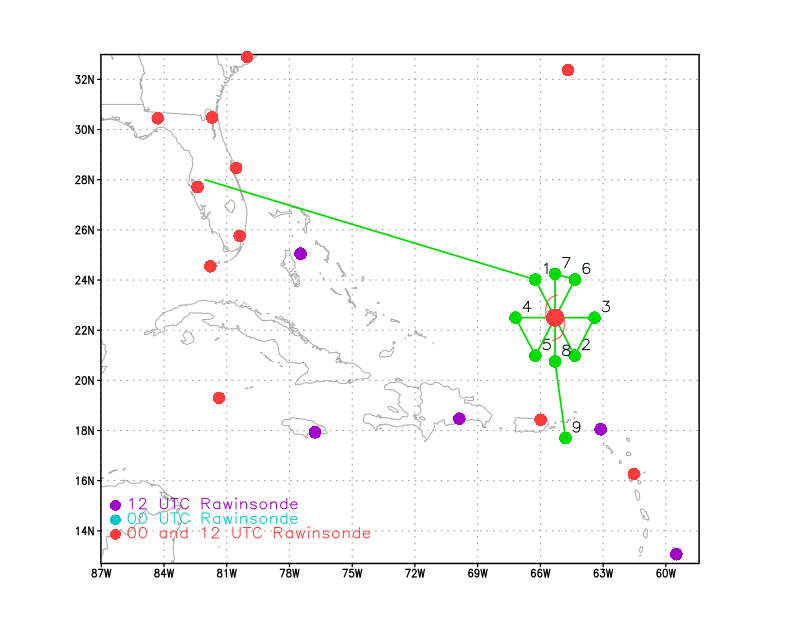 32N
30N
28N
26N
24N
22N
20N
18N
16N
14N
1 7 6
4 3
5 8 2
9
12 UTC Rawinsonde
00 UTC Rawinsonde
00 and 12 UTC Rawinsonde
87W 84W 81W 78W 75W 72W 69W 66W 63W 60W